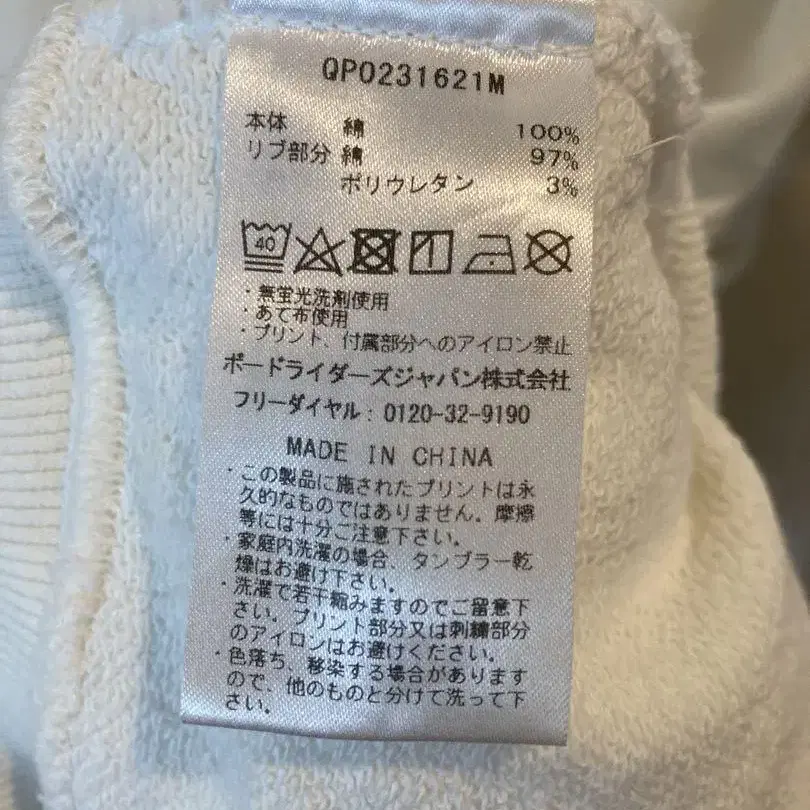 QPO231621M
本体 綿 100%
リブ部分 綿 97%
ポリウレタン 3%
40
・無蛍光洗剤使用
・あて布使用
・プリント、付属部分へのアイロン禁止
ボードライダーズジャパン株式会社
フリーダイヤル: 0120-32-9190
MADE IN CHINA
・この製品に施されたプリントは永
久的なものではありません。摩擦
等には十分ご注意下さい。
・家庭内洗濯の場合、タンブラー乾
燥はお避け下さい。
・洗濯で若干縮みますのでご留意下
さい。プリント部分又は刺繍部分
のアイロンはお避けください。
・色落ち、移染する場合があります
ので、他のものと分けて洗って下
さい。